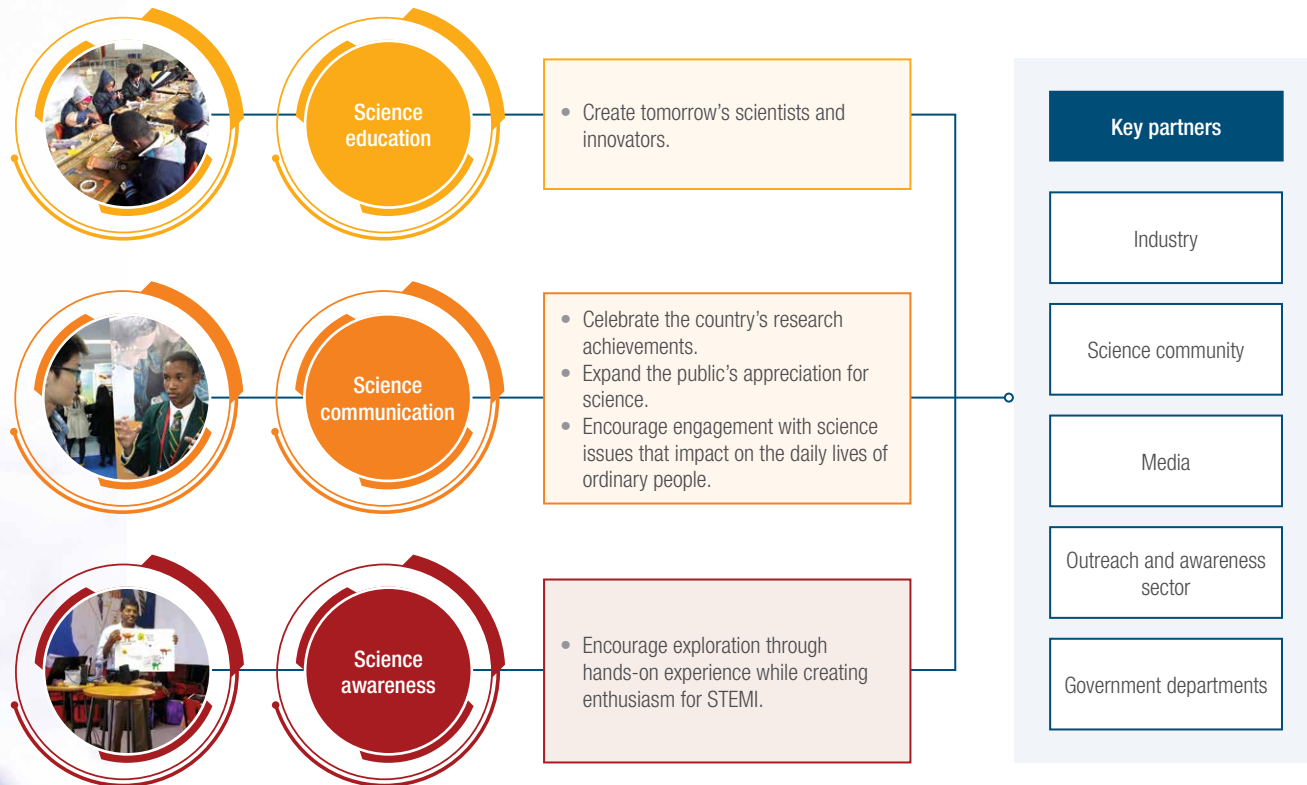 Science
education
• Create tomorrow's scientists and
innovators.
Science
communication
• Celebrate the country's research
achievements.
• Expand the public's appreciation for
science.
• Encourage engagement with science
issues that impact on the daily lives of
ordinary people.
Science
awareness
• Encourage exploration through
hands-on experience while creating
enthusiasm for STEMI.
Key partners
Industry
Science community
Media
Outreach and awareness
sector
Government departments